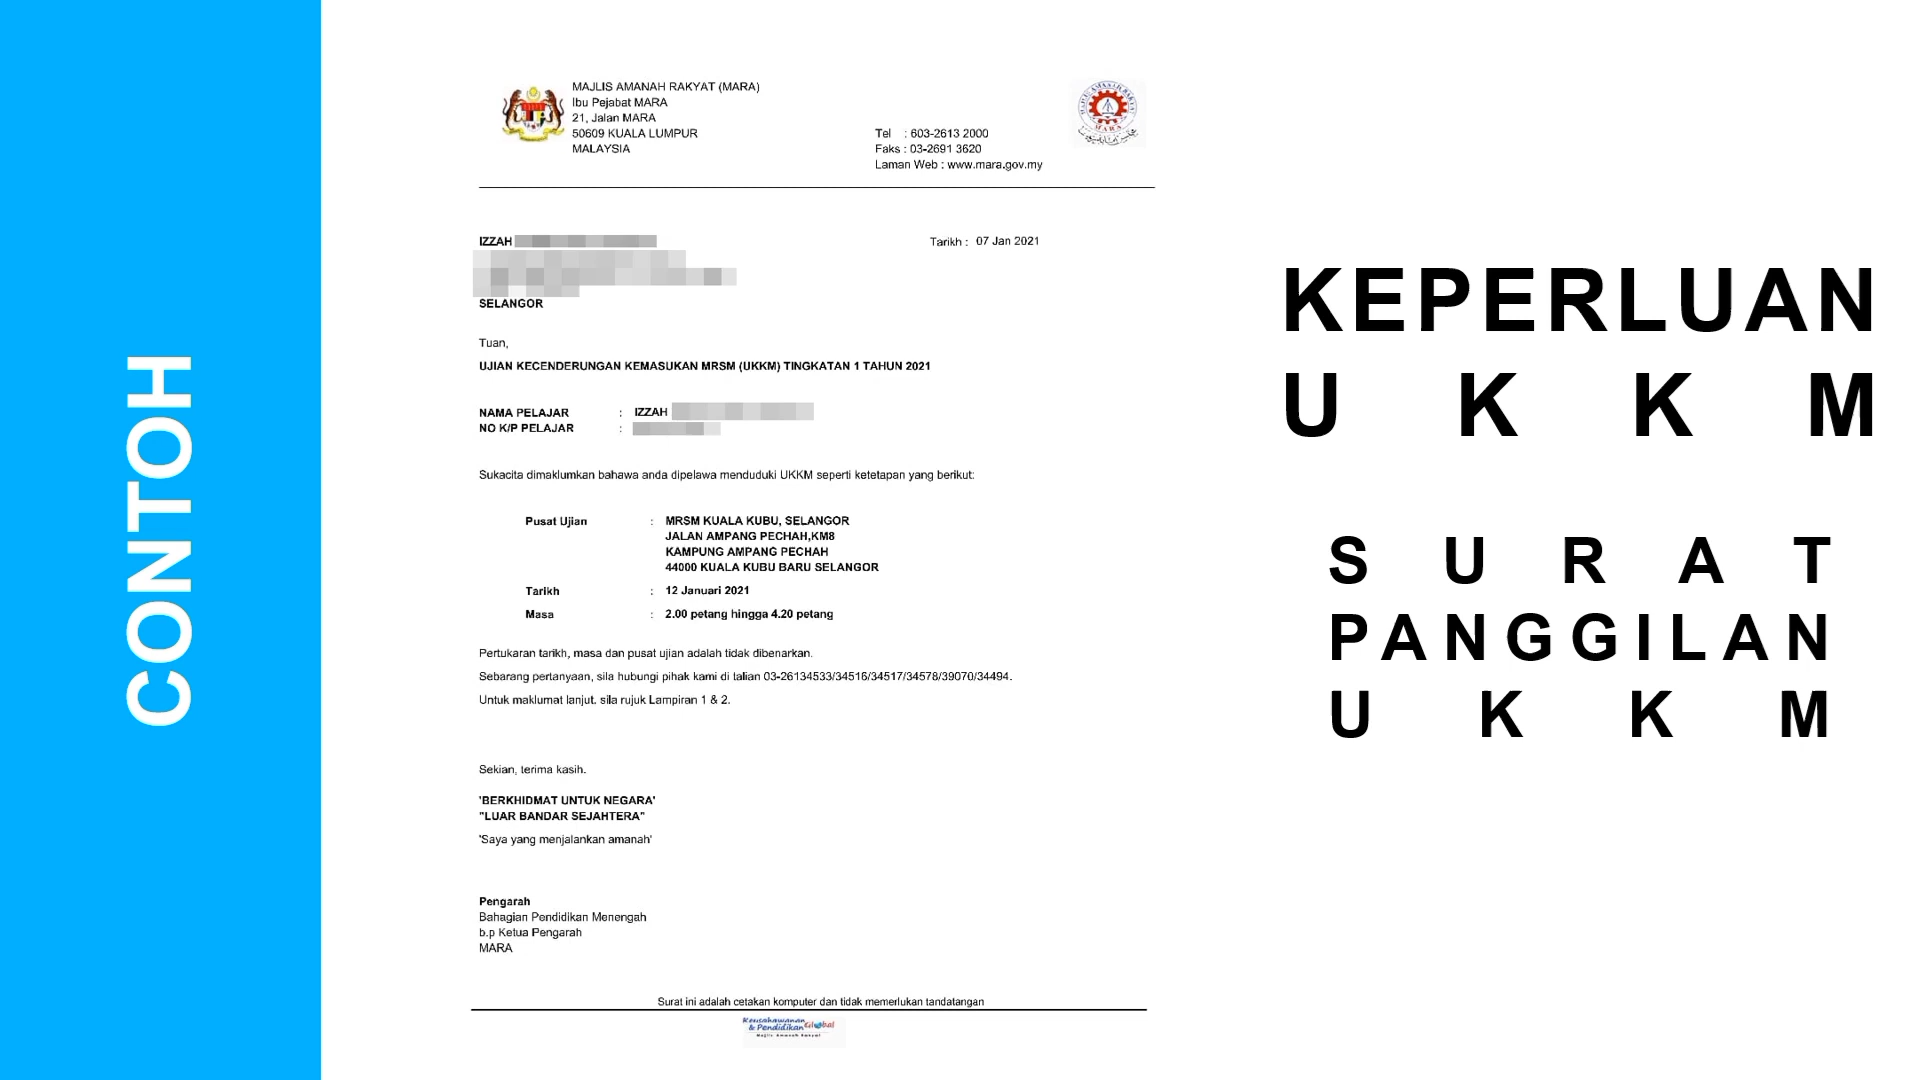 CONTOH
MAJLIS AMANAH RAKYAT (MARA)
Ibu Pejabat MARA
21, Jalan MARA
50609 KUALA LUMPUR
MALAYSIA
Tel : 603-2613 2000
Faks : 03-2691 3620
Laman Web : www.mara.gov.my
IZZAH
SELANGOR
Tarikh : 07 Jan 2021
Tuan,
UJIAN KECENDERUNGAN KEMASUKAN MRSM (UKKM) TINGKATAN 1 TAHUN 2021
NAMA PELAJAR : IZZAH
NO K/P PELAJAR :
Sukacita dimaklumkan bahawa anda dipelawa menduduki UKKM seperti ketetapan yang berikut:
Pusat Ujian : MRSM KUALA KUBU, SELANGOR
JALAN AMPANG PECHAH,KM8
KAMPUNG AMPANG PECHAH
44000 KUALA KUBU BARU SELANGOR
Tarikh : 12 Januari 2021
Masa : 2.00 petang hingga 4.20 petang
Pertukaran tarikh, masa dan pusat ujian adalah tidak dibenarkan.
Sebarang pertanyaan, sila hubungi pihak kami di talian 03-26134533/34516/34517/34578/39070/34494.
Untuk maklumat lanjut. sila rujuk Lampiran 1 & 2.
Sekian, terima kasih.
'BERKHIDMAT UNTUK NEGARA'
"LUAR BANDAR SEJAHTERA"
'Saya yang menjalankan amanah'
Pengarah
Bahagian Pendidikan Menengah
b.p Ketua Pengarah
MARA
Surat ini adalah cetakan komputer dan tidak memerlukan tandatangan
Keusahawanan
& Pendidikan Global
Majlis Amanah Rakyat
KEPERLUAN
UKKM
SURAT
PANGGILAN
UKKM